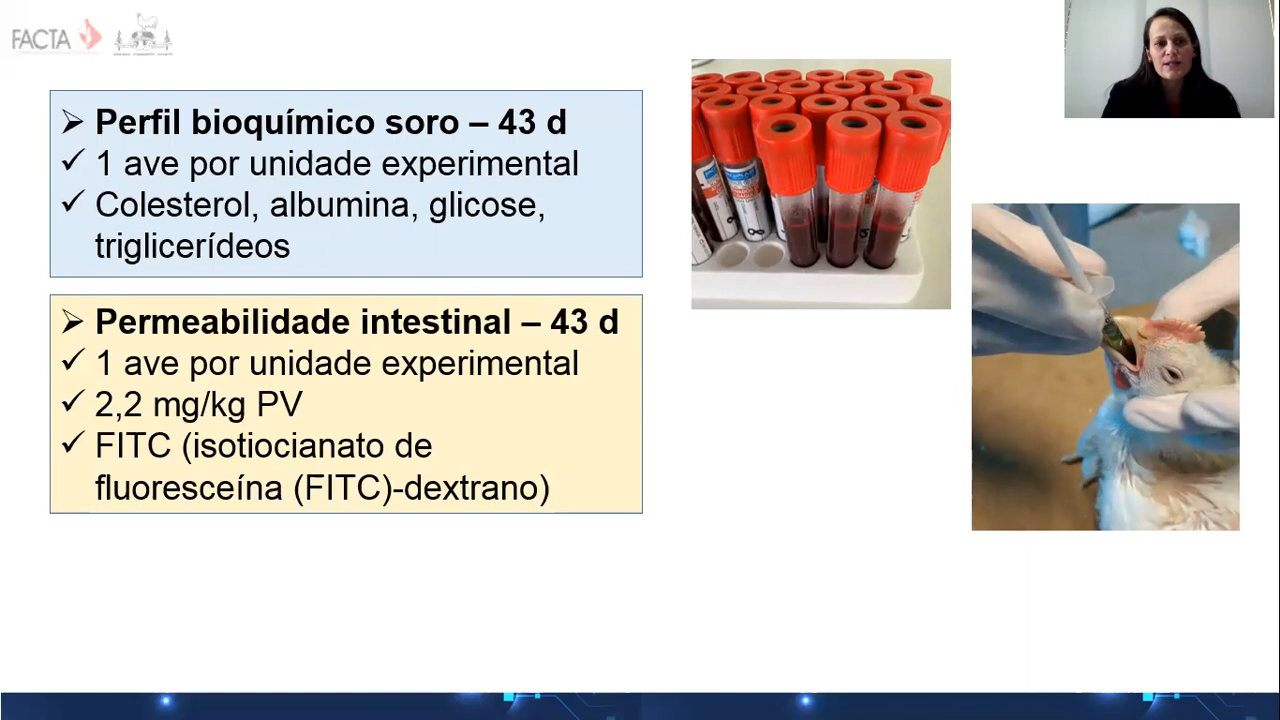 FACTA
➢ Perfil bioquímico soro – 43 d
✓ 1 ave por unidade experimental
✓ Colesterol, albumina, glicose,
triglicerídeos
➢ Permeabilidade intestinal – 43 d
✓ 1 ave por unidade experimental
✓ 2,2 mg/kg PV
✓ FITC (isotiocianato de
fluoresceína (FITC)-dextrano)